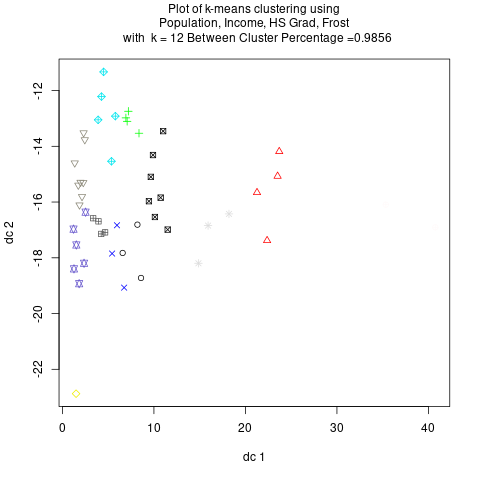 Plot of k-means clustering using
Population, Income, HS Grad, Frost
with  k = 12 Between Cluster Percentage =0.9856
-12
-14
-16
-18
-20
-22
dc 2
0
10
20
30
40
dc 1